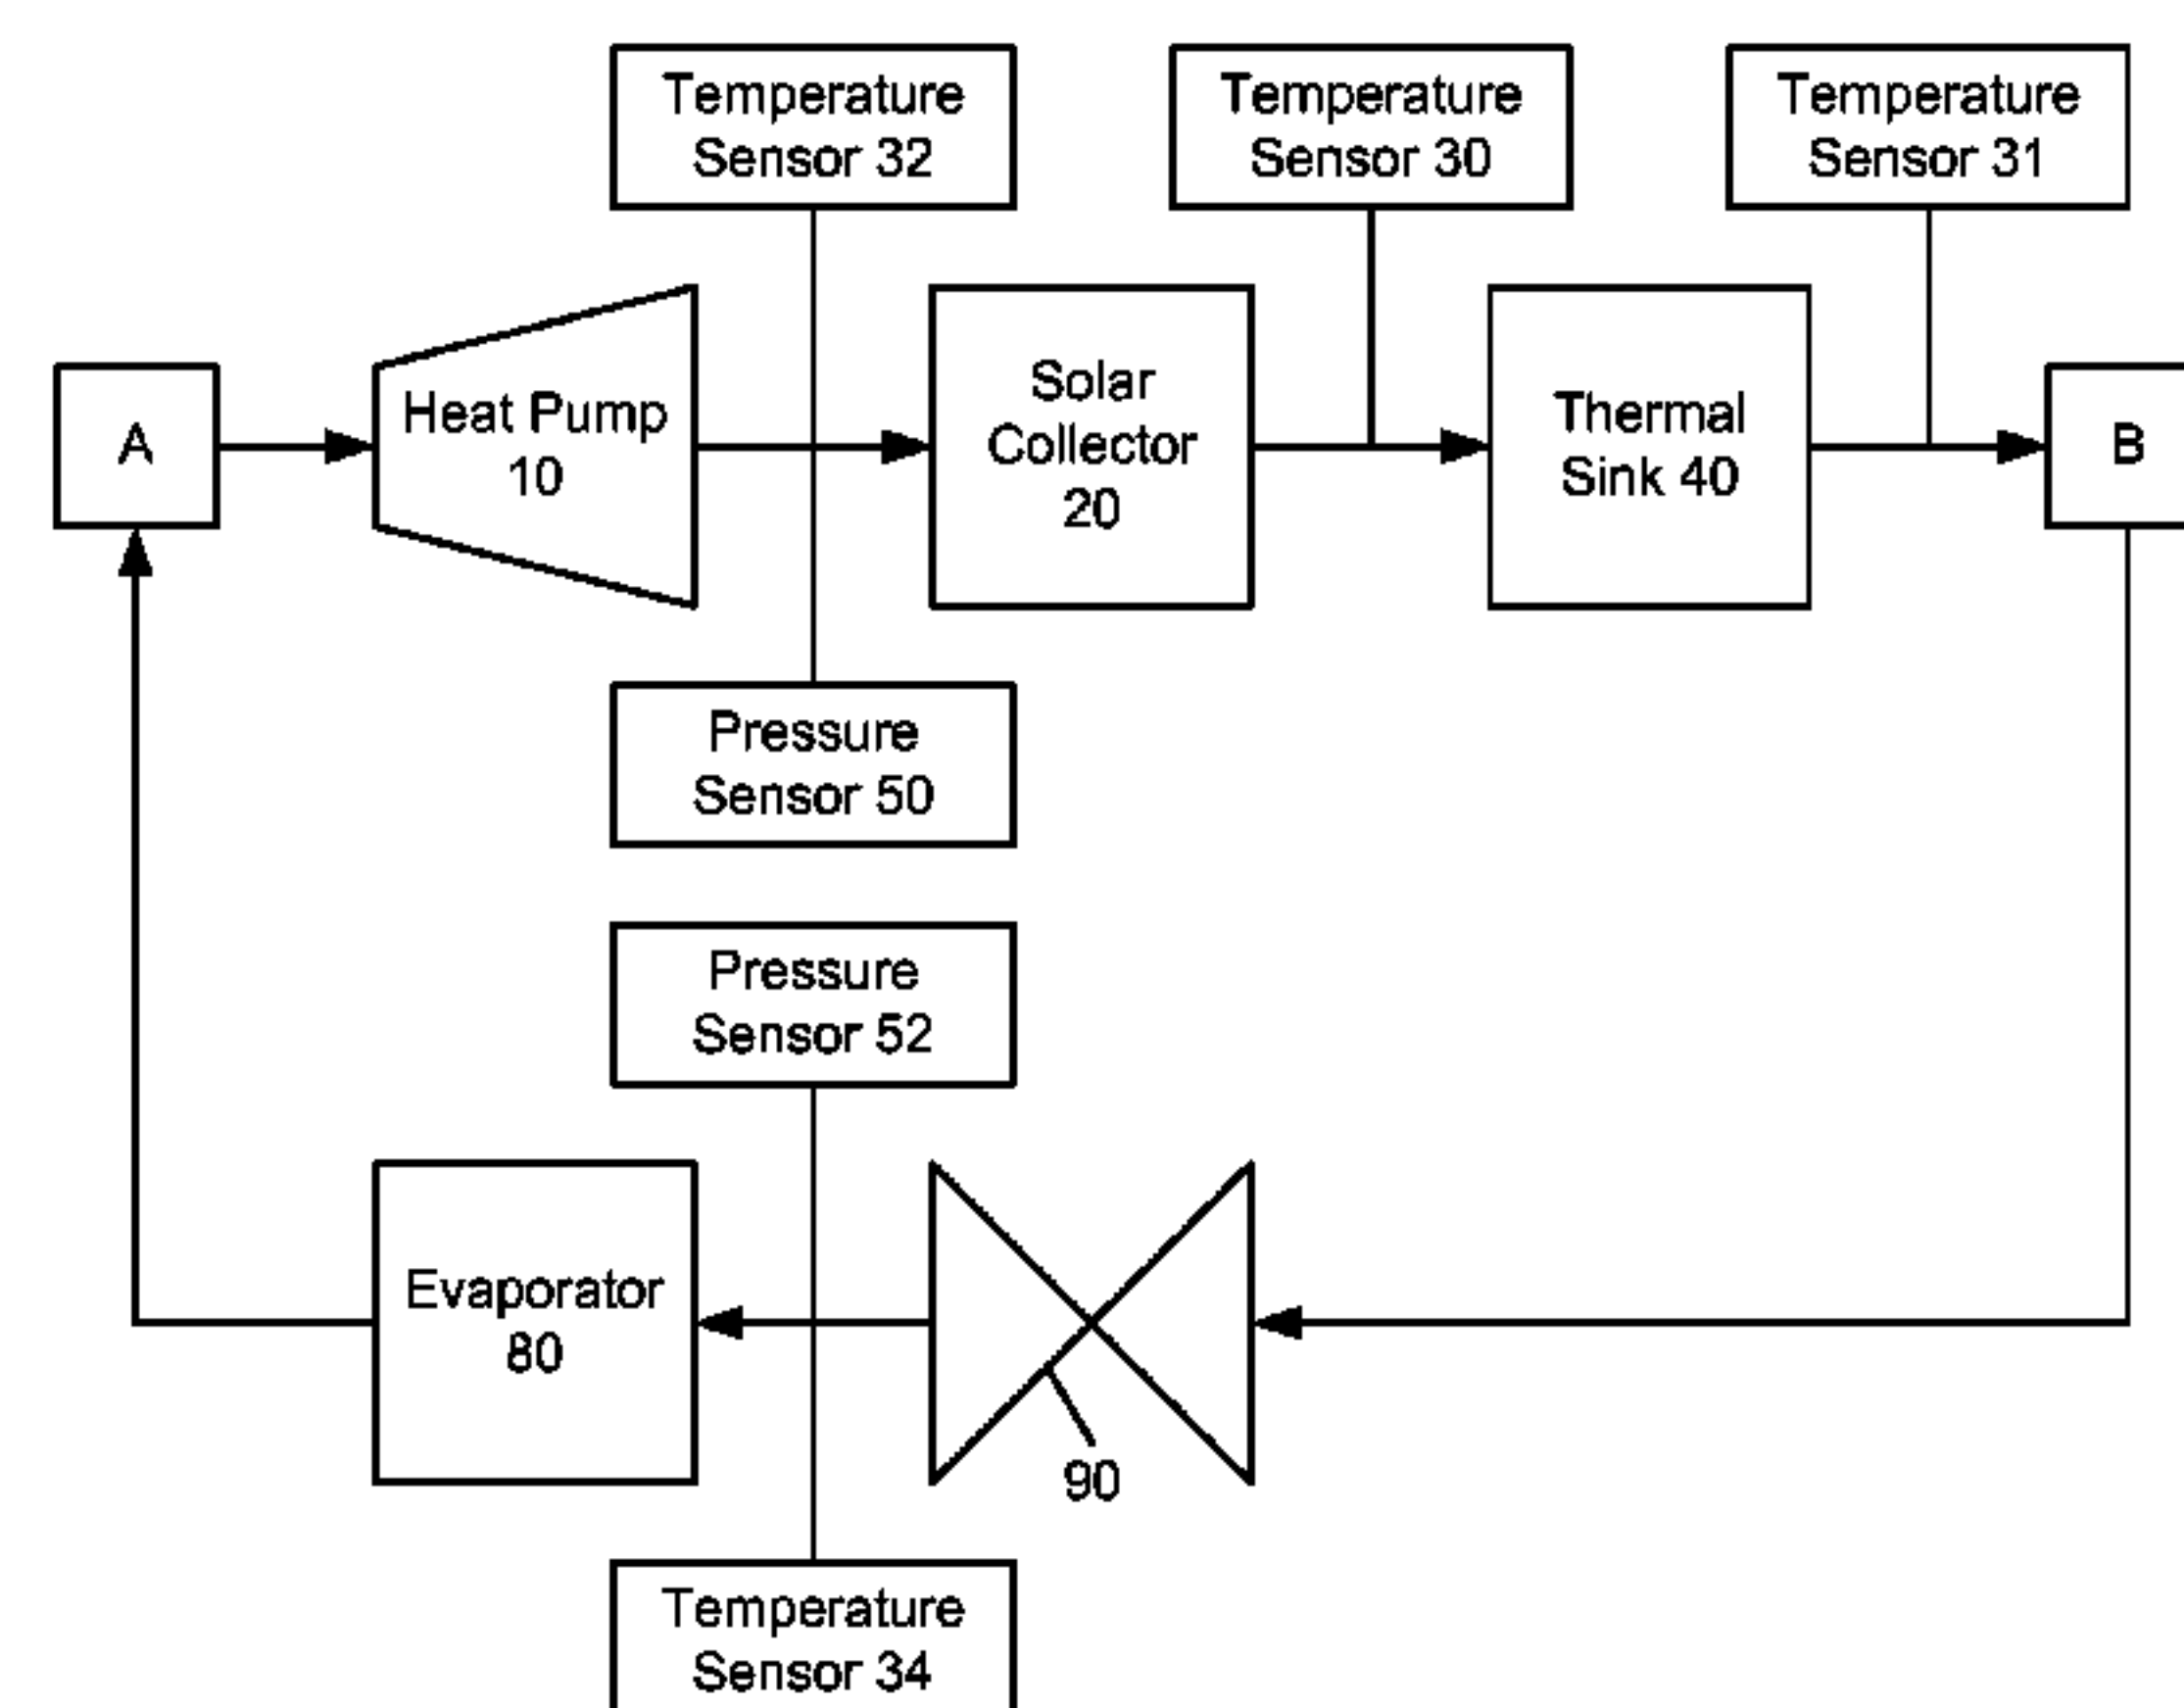 Temperature
Sensor 32
Temperature
Sensor 30
Temperature
Sensor 31
A
Heat Pump
10
Solar
Collector
20
Thermal
Sink 40
B
Pressure
Sensor 50
Pressure
Sensor 52
Evaporator
80
90
Temperature
Sensor 34